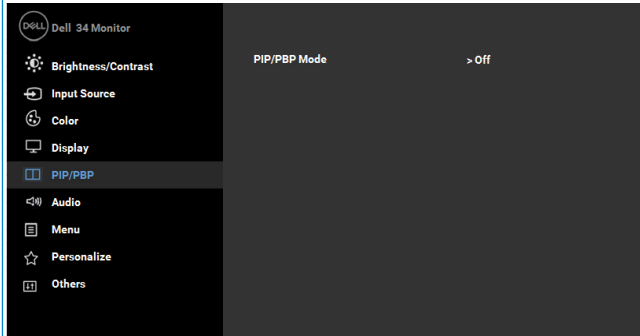 DELL Dell 34 Monitor
Brightness/Contrast
PIP/PBP Mode > Off
Input Source
Color
Display
PIP/PBP
Audio
Menu
Personalize
Others